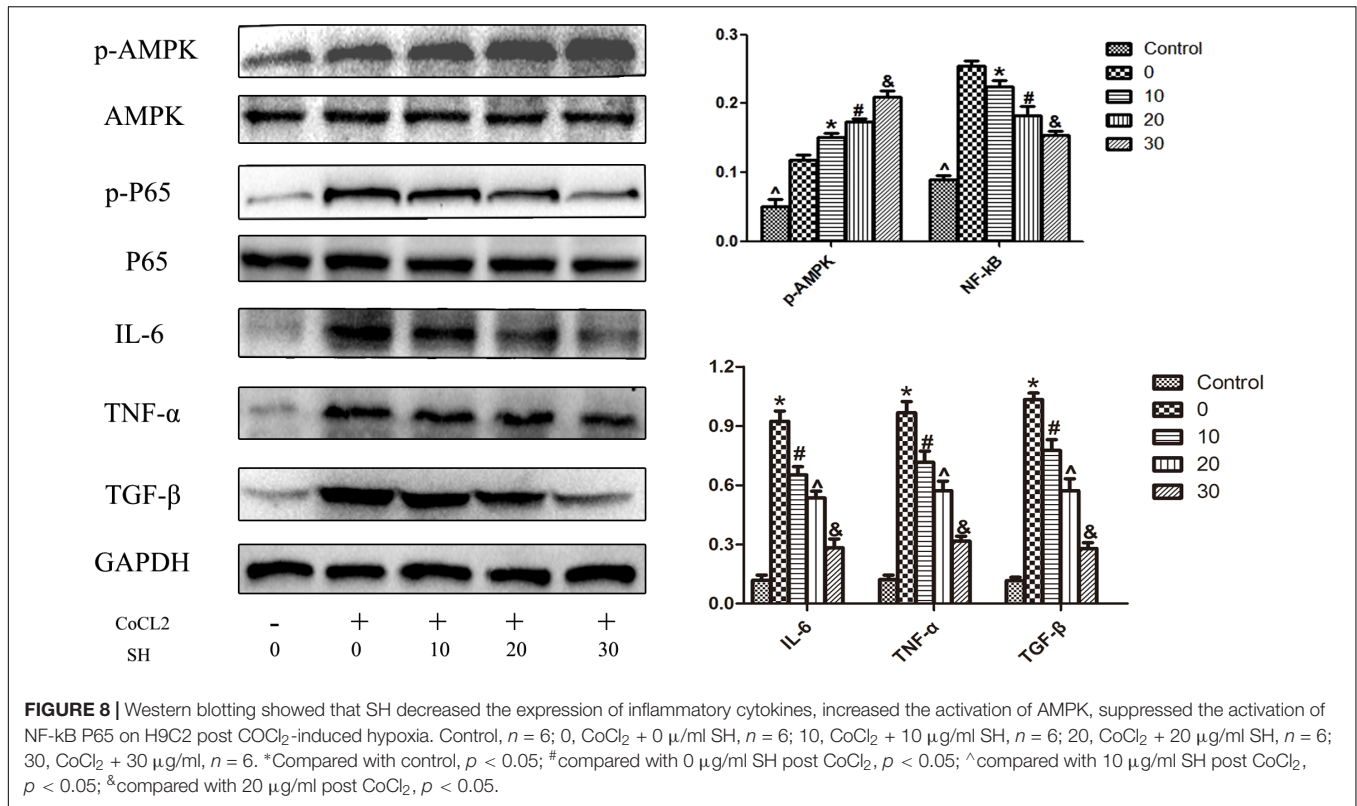 p-AMPK
AMPK
p-P65
P65
IL-6
TNF-α
TGF-β
GAPDH
CoCL2 - + + + +
SH 0 0 10 20 30
0.3
0.2
0.1
0.0
^ * # &
^ * # &
p-AMPK NF-kB
Control
0
10
20
30
1.2
0.9
0.6
0.3
0.0
* # ^ &
* # ^ &
* # ^ &
IL-6 TNF-α TGF-β
Control
0
10
20
30
FIGURE 8 | Western blotting showed that SH decreased the expression of inflammatory cytokines, increased the activation of AMPK, suppressed the activation of
NF-kB P65 on H9C2 post COCl₂-induced hypoxia. Control, n = 6; 0, CoCl₂ + 0 μ/ml SH, n = 6; 10, CoCl₂ + 10 μg/ml SH, n = 6; 20, CoCl₂ + 20 μg/ml SH, n = 6;
30, CoCl₂ + 30 μg/ml, n = 6. *Compared with control, p < 0.05; #compared with 0 μg/ml SH post CoCl₂, p < 0.05; ^compared with 10 μg/ml SH post CoCl₂,
p < 0.05; &compared with 20 μg/ml post CoCl₂, p < 0.05.